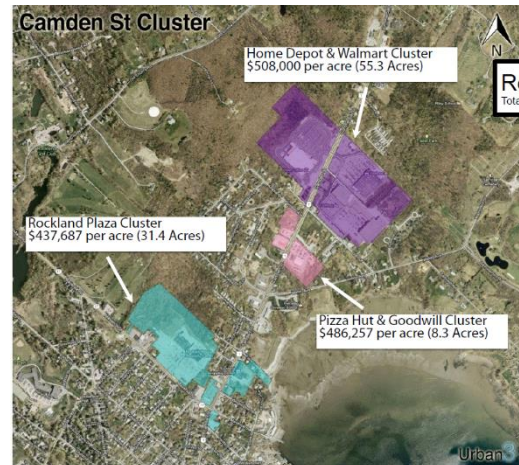 Camden St Cluster
Home Depot & Walmart Cluster
$508,000 per acre (55.3 Acres)
N
Rockland Plaza Cluster
$437,687 per acre (31.4 Acres)
Pizza Hut & Goodwill Cluster
$486,257 per acre (8.3 Acres)
Urban3